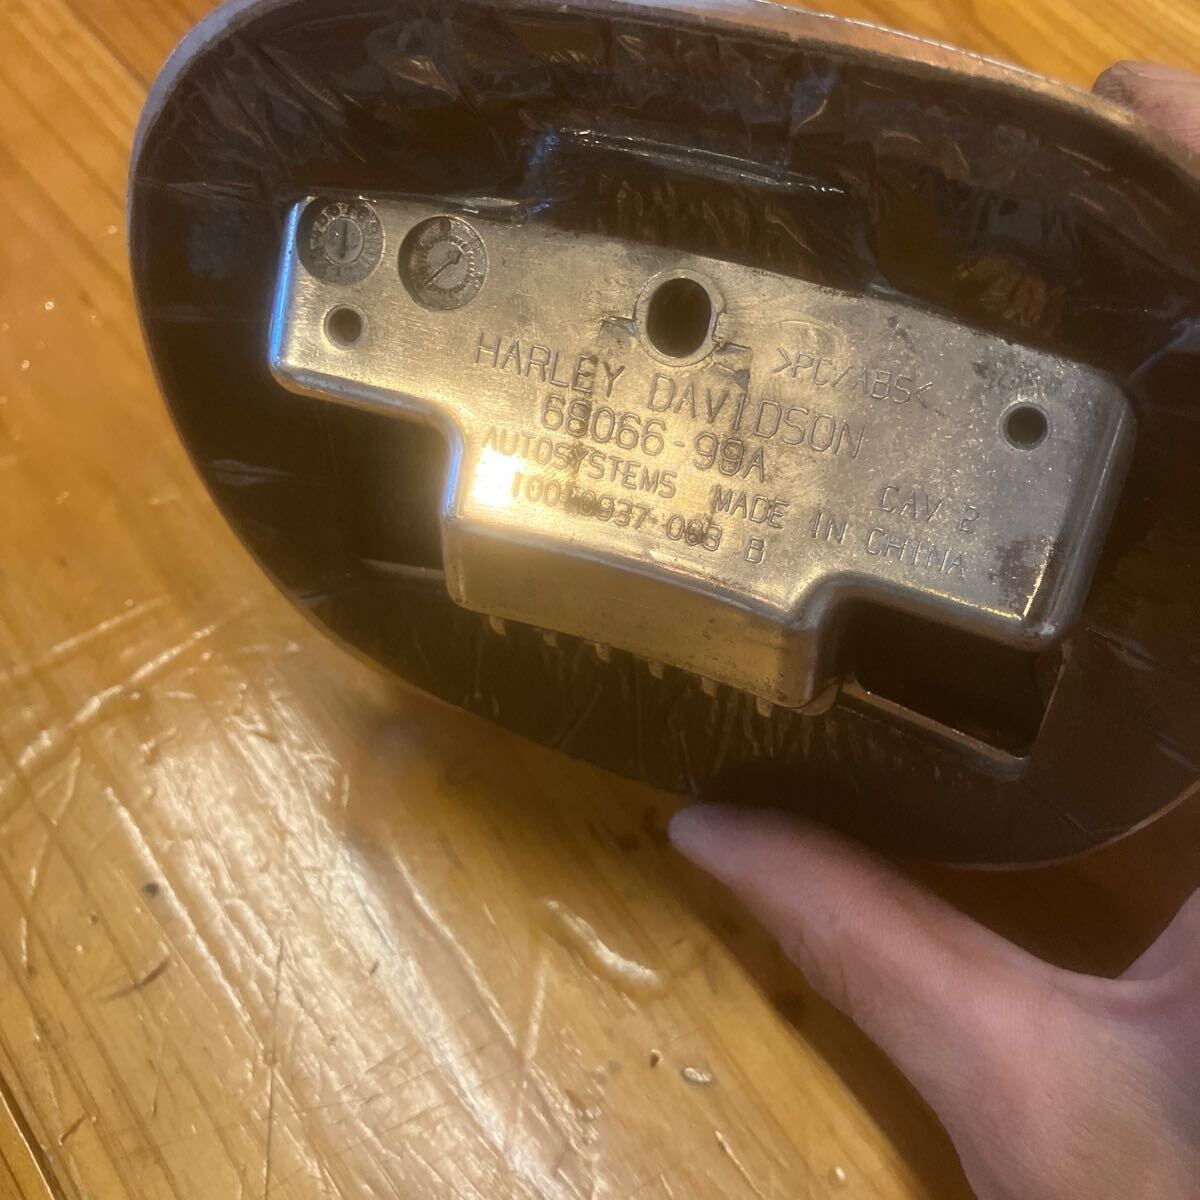 >PC/ABS<
HARLEY DAVIDSON
68066-99A
CAV 2
AUTOSYSTEMS MADE IN CHINA
B